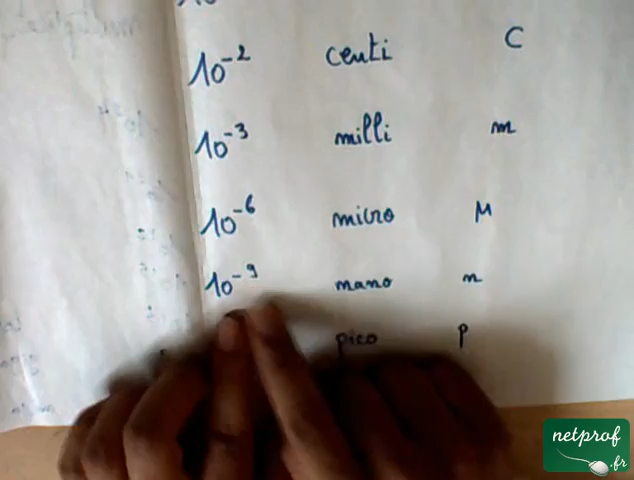 10⁻² centi C
10⁻³ milli m
10⁻⁶ micro μ
10⁻⁹ nano n
pico p
netprof
.fr